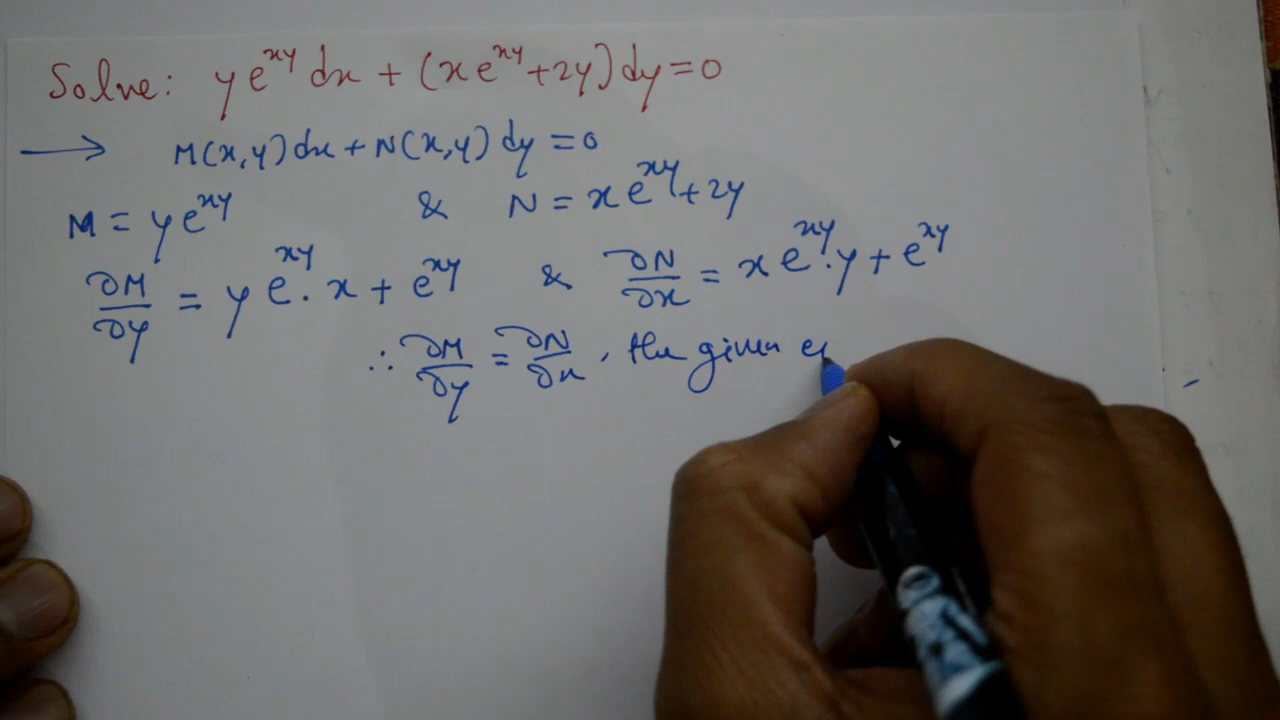 Solve: y e^{xy} dx + (x e^{xy} + 2y) dy = 0
→ M(x,y) dx + N(x,y) dy = 0
M = y e^{xy} & N = x e^{xy} + 2y
∂M/∂y = y e^{xy} · x + e^{xy} & ∂N/∂x = x e^{xy} · y + e^{xy}
∴ ∂M/∂y = ∂N/∂x , the given